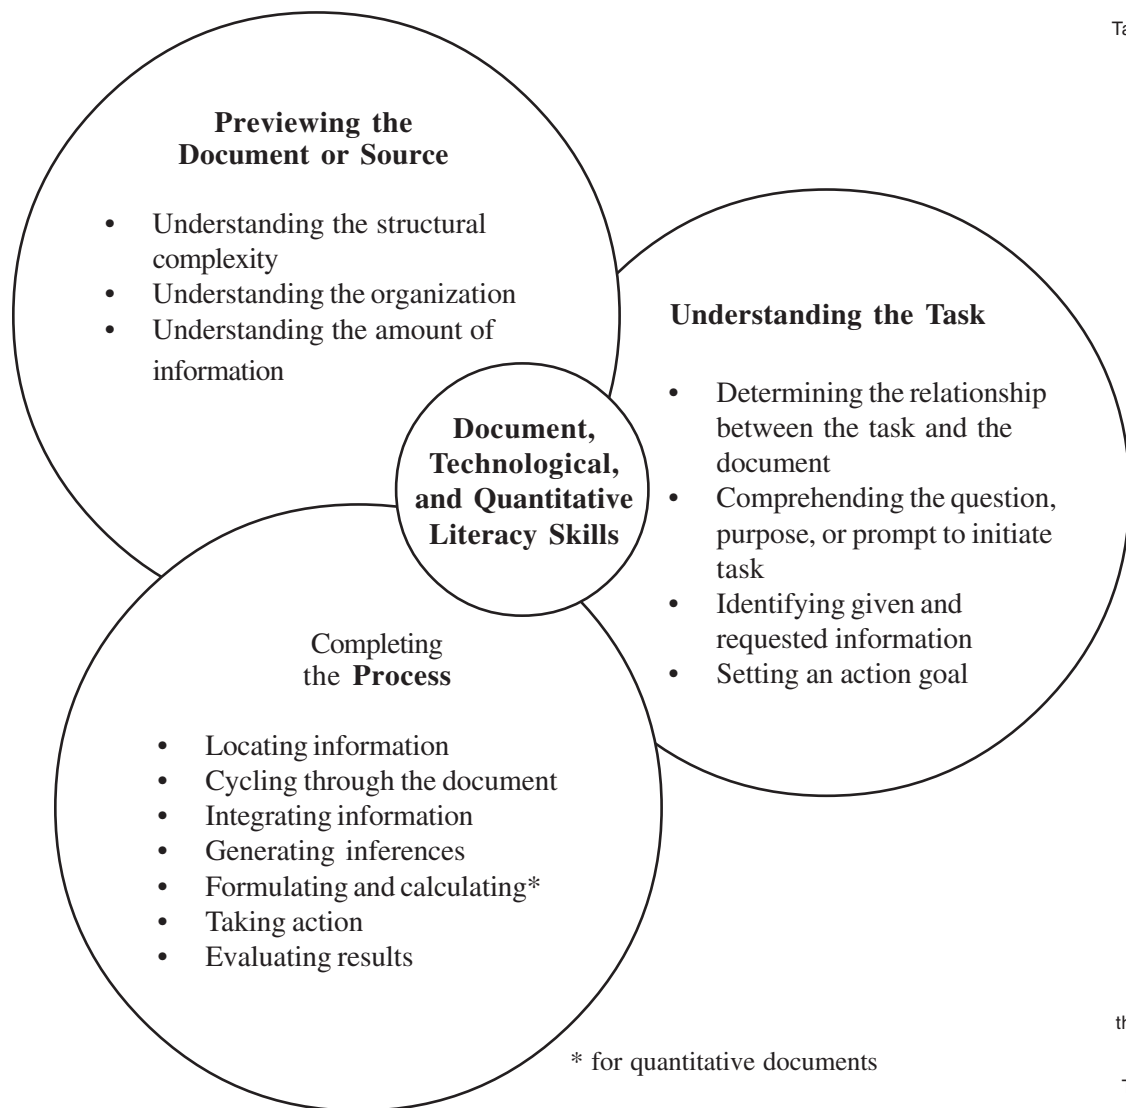 Ta
Previewing the
Document or Source
• Understanding the structural
complexity
• Understanding the organization
• Understanding the amount of
information
Understanding the Task
• Determining the relationship
between the task and the
document
• Comprehending the question,
purpose, or prompt to initiate
task
• Identifying given and
requested information
• Setting an action goal
Document,
Technological,
and Quantitative
Literacy Skills
Completing
the Process
• Locating information
• Cycling through the document
• Integrating information
• Generating inferences
• Formulating and calculating*
• Taking action
• Evaluating results
th
* for quantitative documents